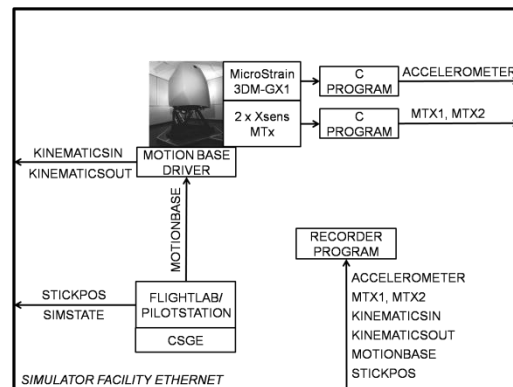 MicroStrain
3DM-GX1
C
PROGRAM
ACCELEROMETER
2 x Xsens
MTx
C
PROGRAM
MTX1, MTX2
KINEMATICSIN
KINEMATICSOUT
MOTION BASE
DRIVER
MOTIONBASE
RECORDER
PROGRAM
ACCELEROMETER
MTX1, MTX2
KINEMATICSIN
KINEMATICSOUT
MOTIONBASE
STICKPOS
STICKPOS
SIMSTATE
FLIGHTLAB/
PILOTSTATION
CSGE
SIMULATOR FACILITY ETHERNET